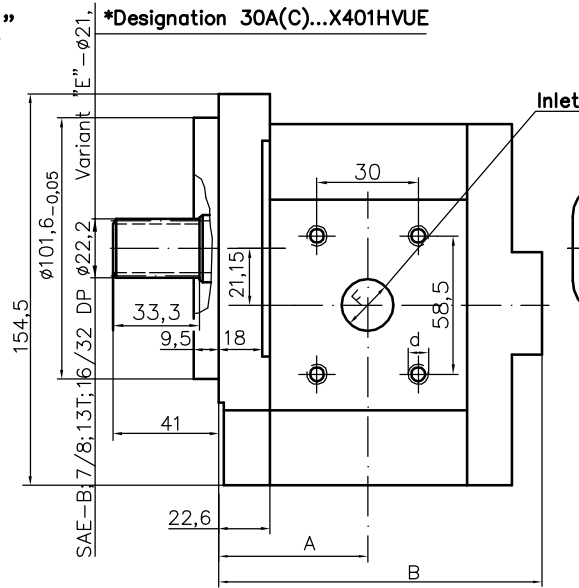 "
*Designation 30A(C)...X401HVUE
Inlet
SAE-B; 7/8;13T;16/32 DP ø22,2 Variant "E"-ø21,
154,5
ø101,6-0,05
30
21,15
58,5
F
d
33,3
9,5
18
41
22,6
A
B